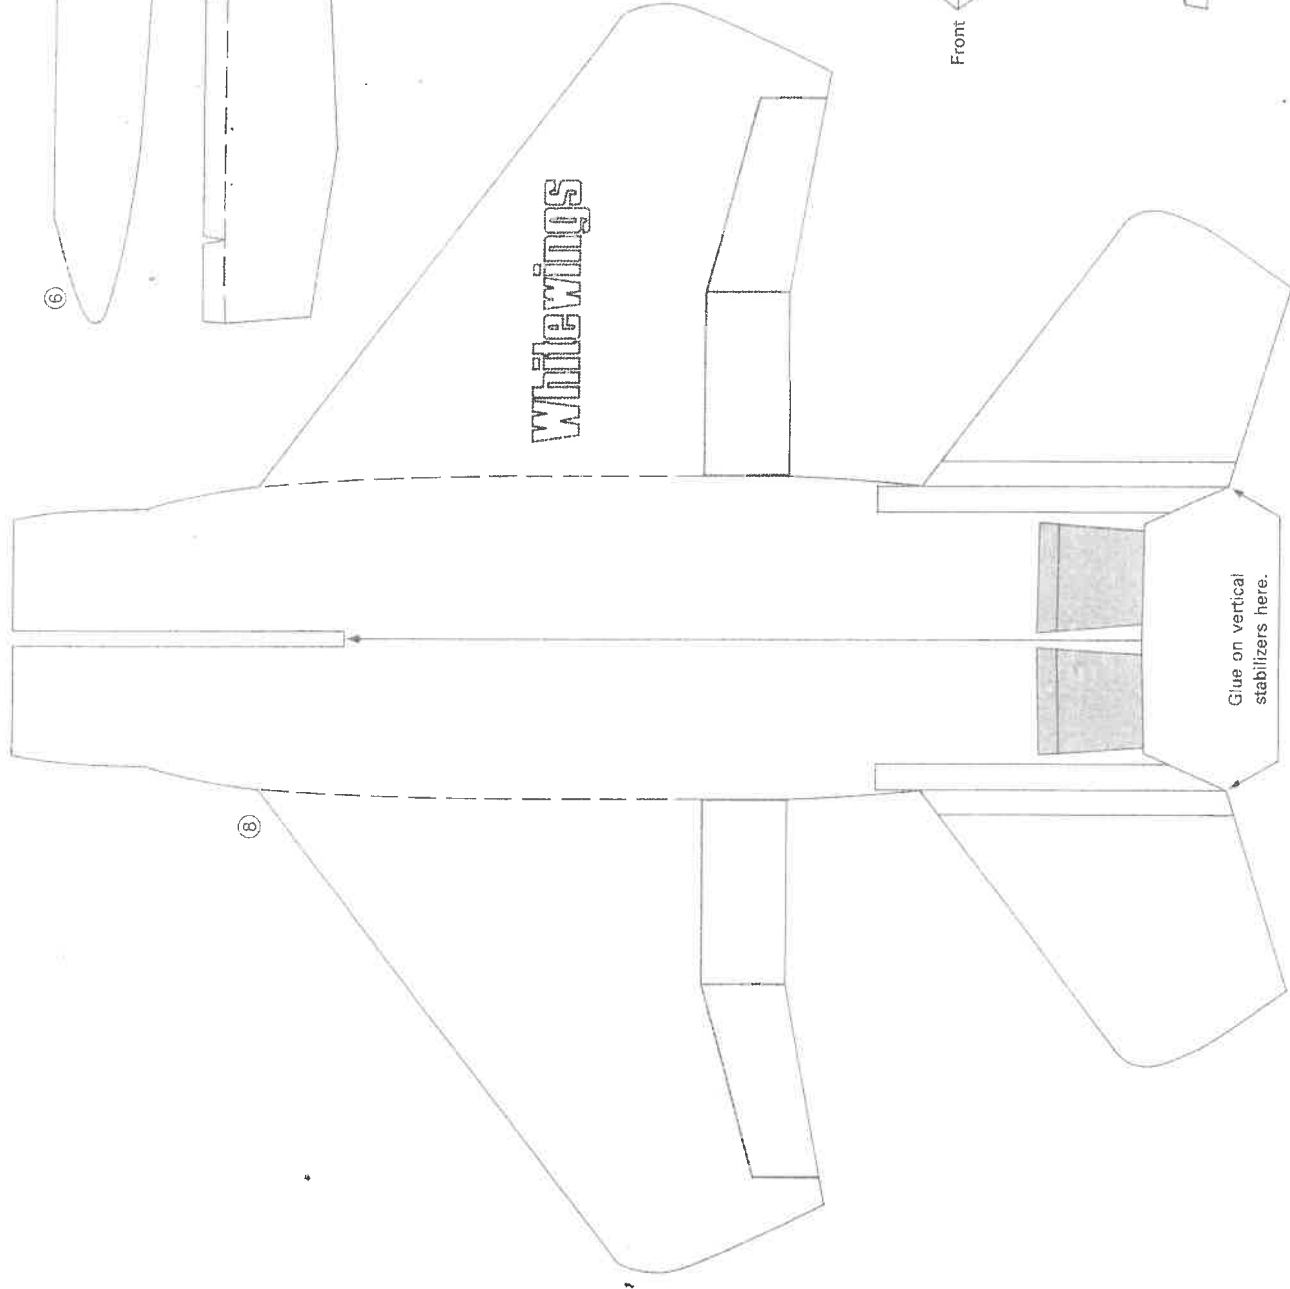 ⑥
Front
Whitewings
⑧
Glue on vertical
stabilizers here.